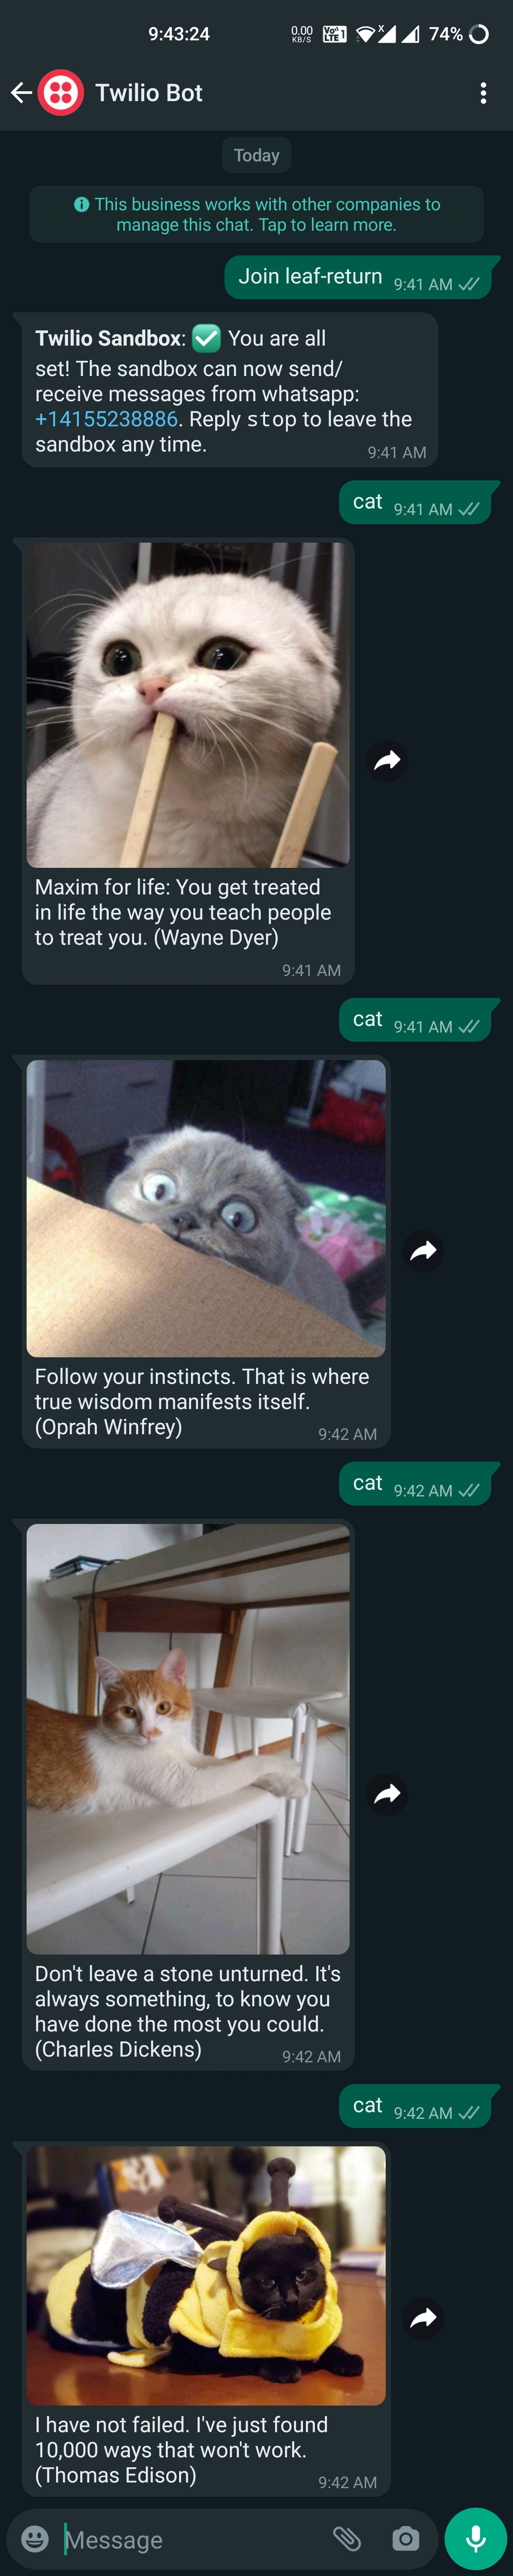 9:43:24
0.00
KB/S
Vo))
LTE 1
X
74%
Twilio Bot
Today
This business works with other companies to
manage this chat. Tap to learn more.
Join leaf-return 9:41 AM
Twilio Sandbox: ✅ You are all
set! The sandbox can now send/
receive messages from whatsapp:
+14155238886. Reply stop to leave the
sandbox any time.
9:41 AM
cat 9:41 AM
Maxim for life: You get treated
in life the way you teach people
to treat you. (Wayne Dyer)
9:41 AM
cat 9:41 AM
Follow your instincts. That is where
true wisdom manifests itself.
(Oprah Winfrey)
9:42 AM
cat 9:42 AM
Don't leave a stone unturned. It's
always something, to know you
have done the most you could.
(Charles Dickens)
9:42 AM
cat 9:42 AM
I have not failed. I've just found
10,000 ways that won't work.
(Thomas Edison)
9:42 AM
Message